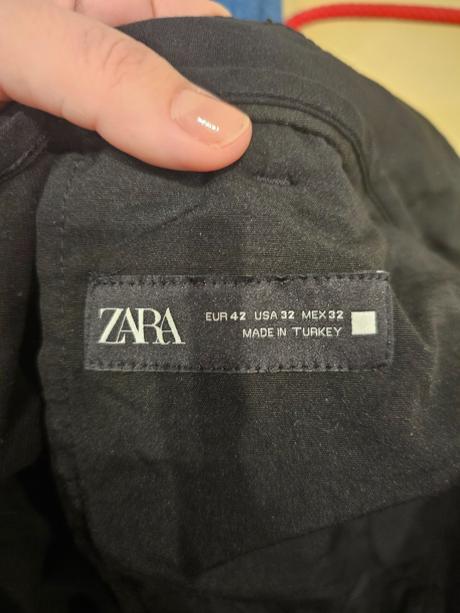 ZARA
EUR 42 USA 32 MEX 32
MADE IN TURKEY